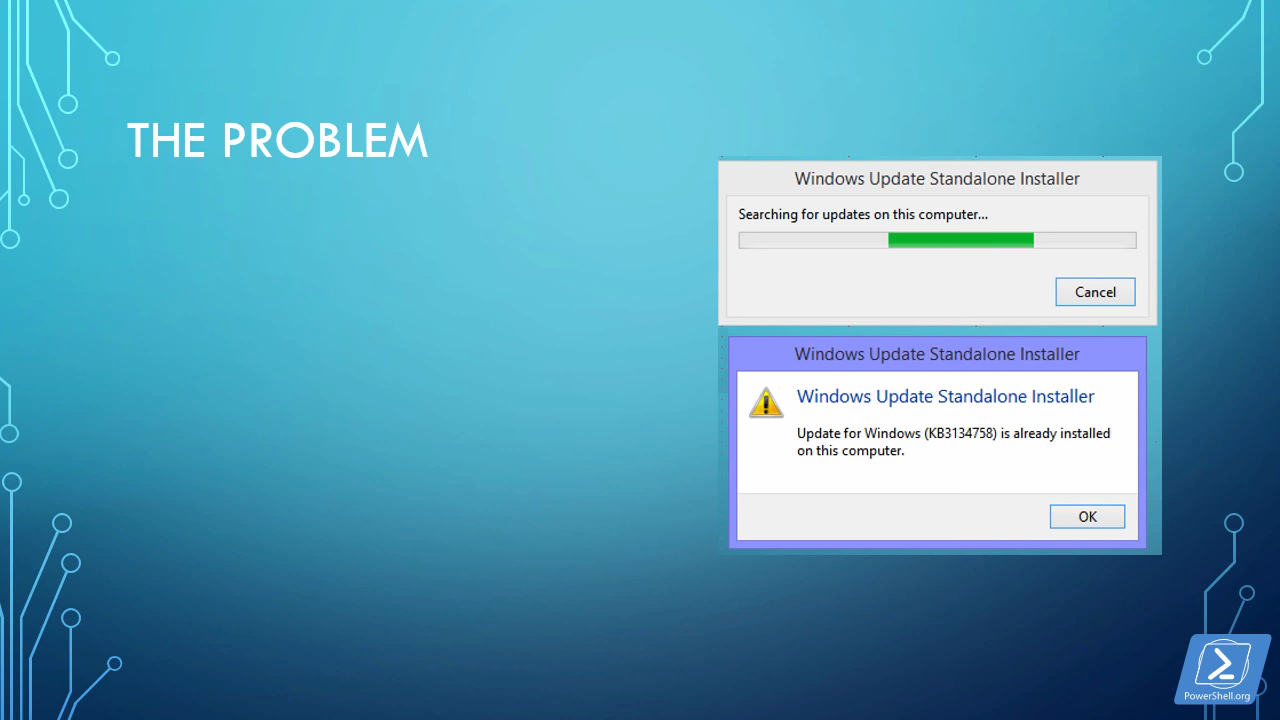 THE PROBLEM
Windows Update Standalone Installer
Searching for updates on this computer...
Cancel
Windows Update Standalone Installer
Windows Update Standalone Installer
Update for Windows (KB3134758) is already installed
on this computer.
OK
PowerShell.org